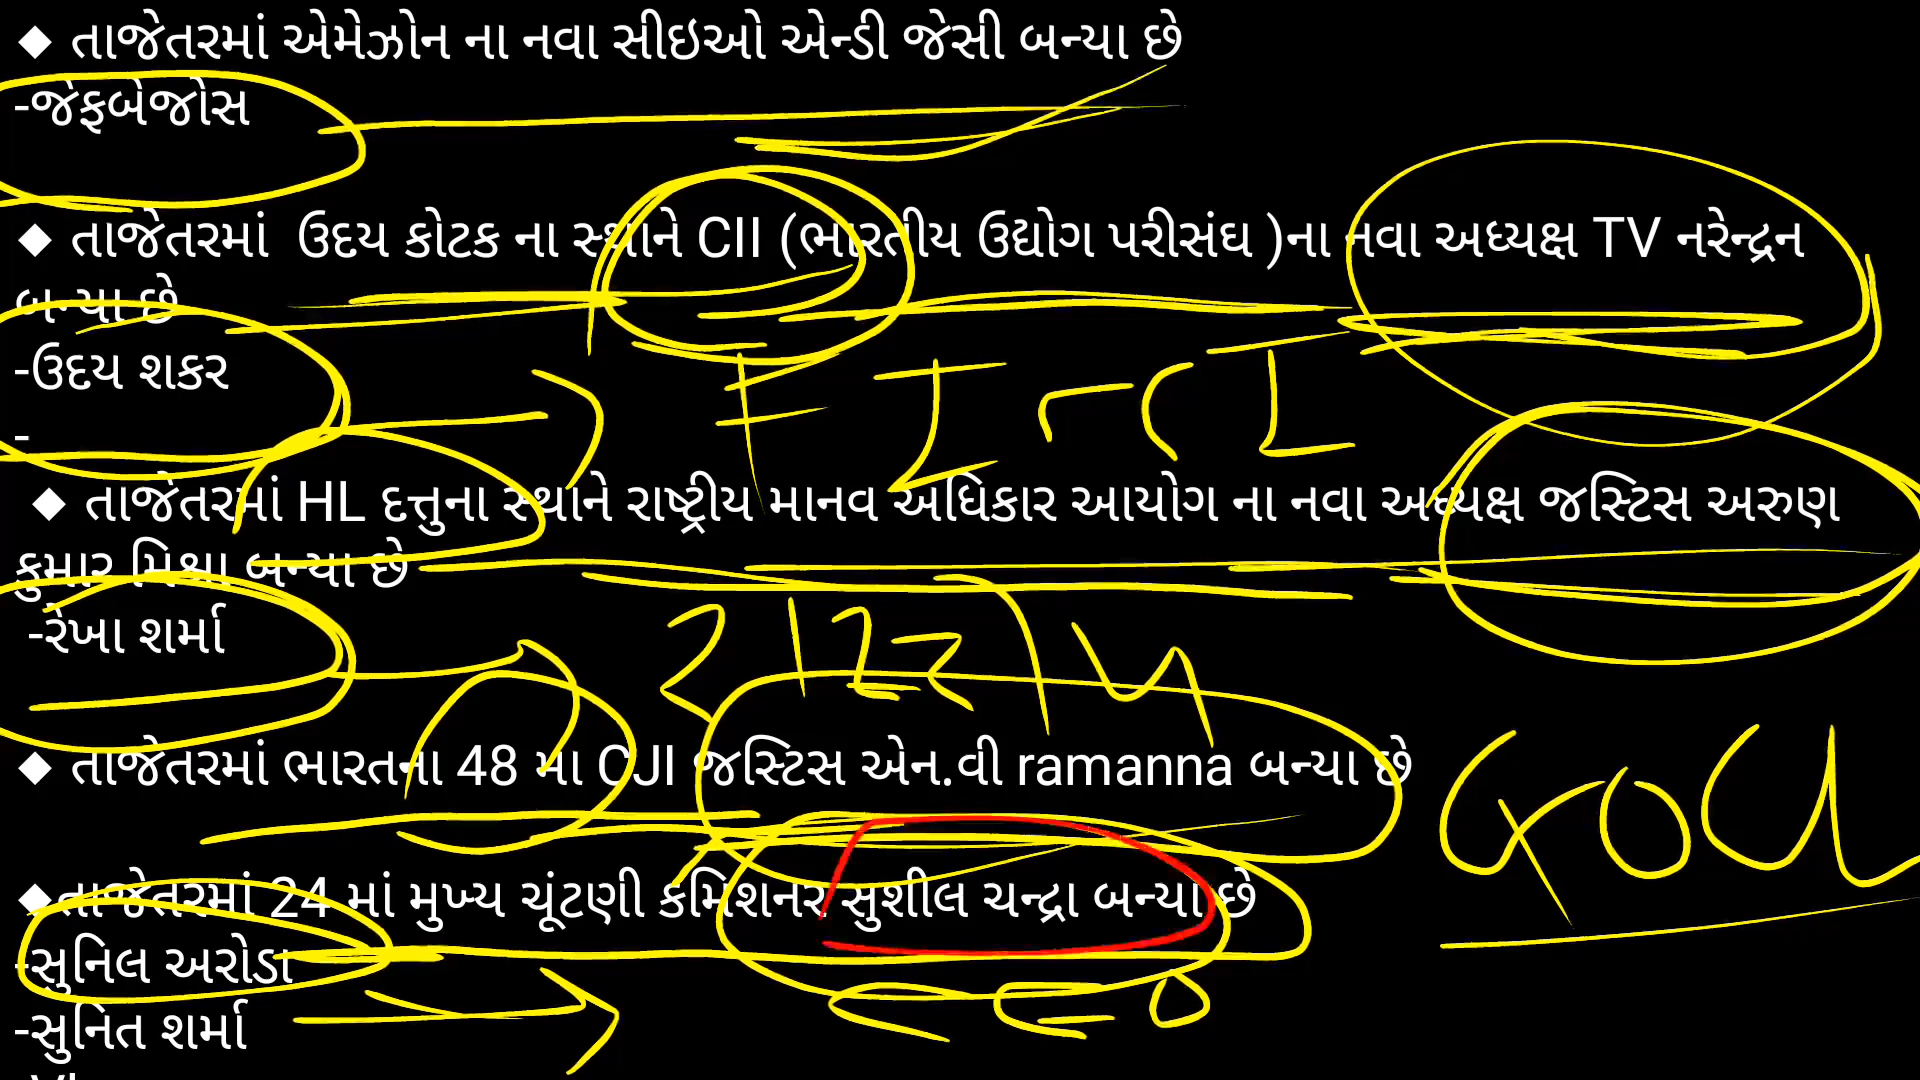 ◆ તાજેતરમાં એમેઝોન ના નવા સીઇઓ એન્ડી જેસી બન્યા છે
-જેફબેજોસ
◆ તાજેતરમાં ઉદય કોટક ના સ્થાને CII (ભારતીય ઉદ્યોગ પરીસંઘ )ના નવા અધ્યક્ષ TV નરેન્દ્રન
બન્યા છે
-ઉદય શકર
-
◆ તાજેતરમાં HL દત્તુના સ્થાને રાષ્ટ્રીય માનવ અધિકાર આયોગ ના નવા અધ્યક્ષ જસ્ટિસ અરુણ
કુમાર મિશ્રા બન્યા છે
-રેખા શર્મા
◆ તાજેતરમાં ભારતના 48 મા CJI જસ્ટિસ એન.વી ramanna બન્યા છે
◆તાજેતરમાં 24 માં મુખ્ય ચૂંટણી કમિશનર સુશીલ ચન્દ્રા બન્યા છે
-સુનિલ અરોડા
-સુનિત શર્મા